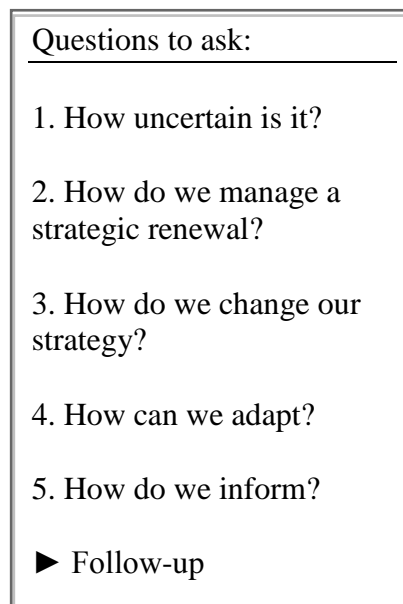 Questions to ask:
1. How uncertain is it?
2. How do we manage a
strategic renewal?
3. How do we change our
strategy?
4. How can we adapt?
5. How do we inform?
► Follow-up